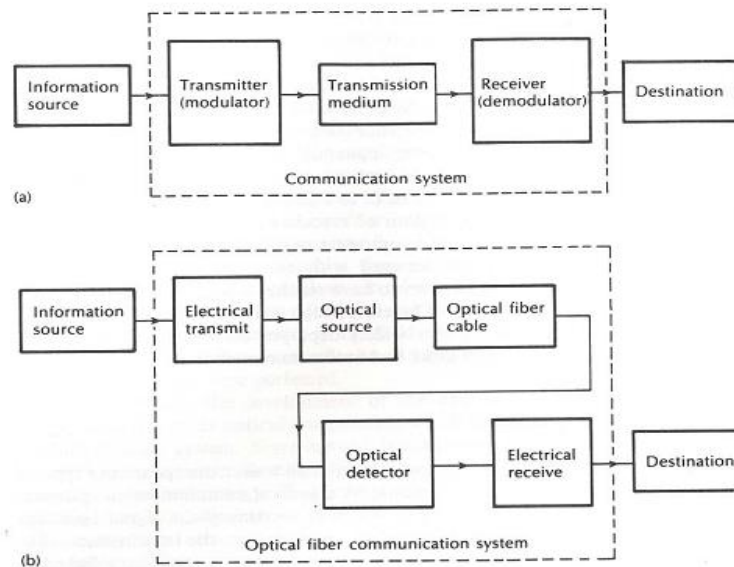 Information
source
Transmitter
(modulator)
Transmission
medium
Receiver
(demodulator)
Destination
Communication system
(a)
Information
source
Electrical
transmit
Optical
source
Optical fiber
cable
Optical
detector
Electrical
receive
Destination
(b)
Optical fiber communication system